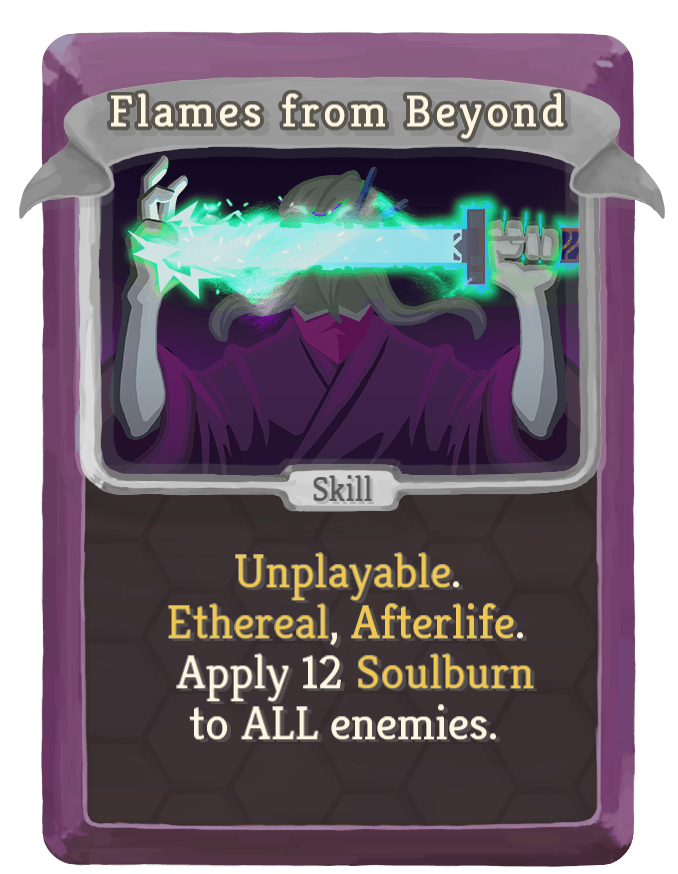 Flames from Beyond
Skill
Unplayable.
Ethereal, Afterlife.
Apply 12 Soulburn
to ALL enemies.